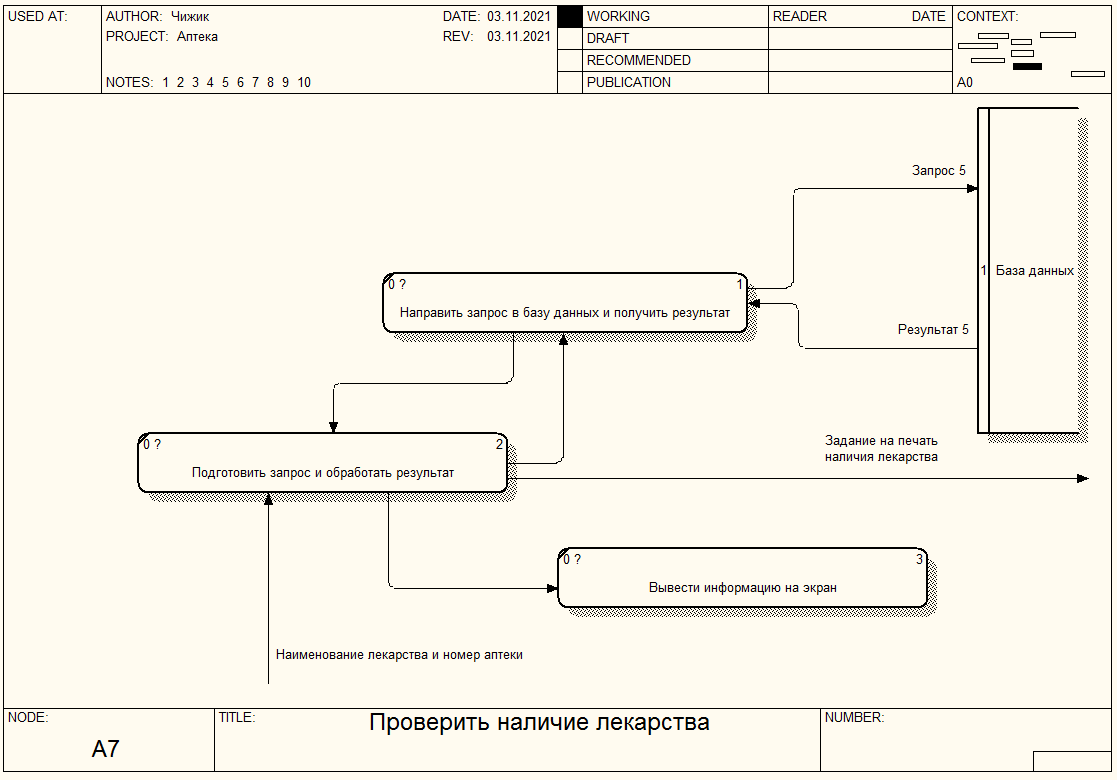 USED AT:
AUTHOR: Чижик
DATE: 03.11.2021
PROJECT: Аптека
REV: 03.11.2021
NOTES: 1 2 3 4 5 6 7 8 9 10
WORKING
DRAFT
RECOMMENDED
PUBLICATION
READER
DATE
CONTEXT:
A0
Запрос 5
1 База данных
0 ?
1
Направить запрос в базу данных и получить результат
Результат 5
0 ?
2
Подготовить запрос и обработать результат
Задание на печать
наличия лекарства
0 ?
3
Вывести информацию на экран
Наименование лекарства и номер аптеки
NODE:
A7
TITLE:
Проверить наличие лекарства
NUMBER: